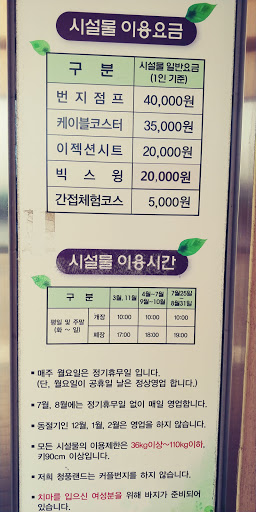 시설물 이용요금
구 분 시설물 일반요금
(1인 기준)
번지점프 40,000원
케이블코스터 35,000원
이젝션시트 20,000원
빅스윙 20,000원
간접체험코스 5,000원
시설물 이용시간
구 분 3월, 11월 4월~7월 9월~10월 7월25일 8월31일
평일 및 주말
(화 ~ 일)
개장 10:00 10:00 10:00
폐장 17:00 18:00 19:00
▪ 매주 월요일은 정기휴무일 입니다.
(단, 월요일이 공휴일 날은 정상영업 합니다.)
▪ 7월, 8월에는 정기휴무일 없이 매일 영업합니다.
▪ 동절기인 12월, 1월, 2월은 영업을 하지 않습니다.
▪ 모든 시설물의 이용제한은 36kg이상~110kg이하,
키90cm 이상입니다.
▪ 저희 청풍랜드는 커플번지를 하지 않습니다.
▪ 치마를 입으신 여성분을 위해 바지가 준비되어
있습니다.